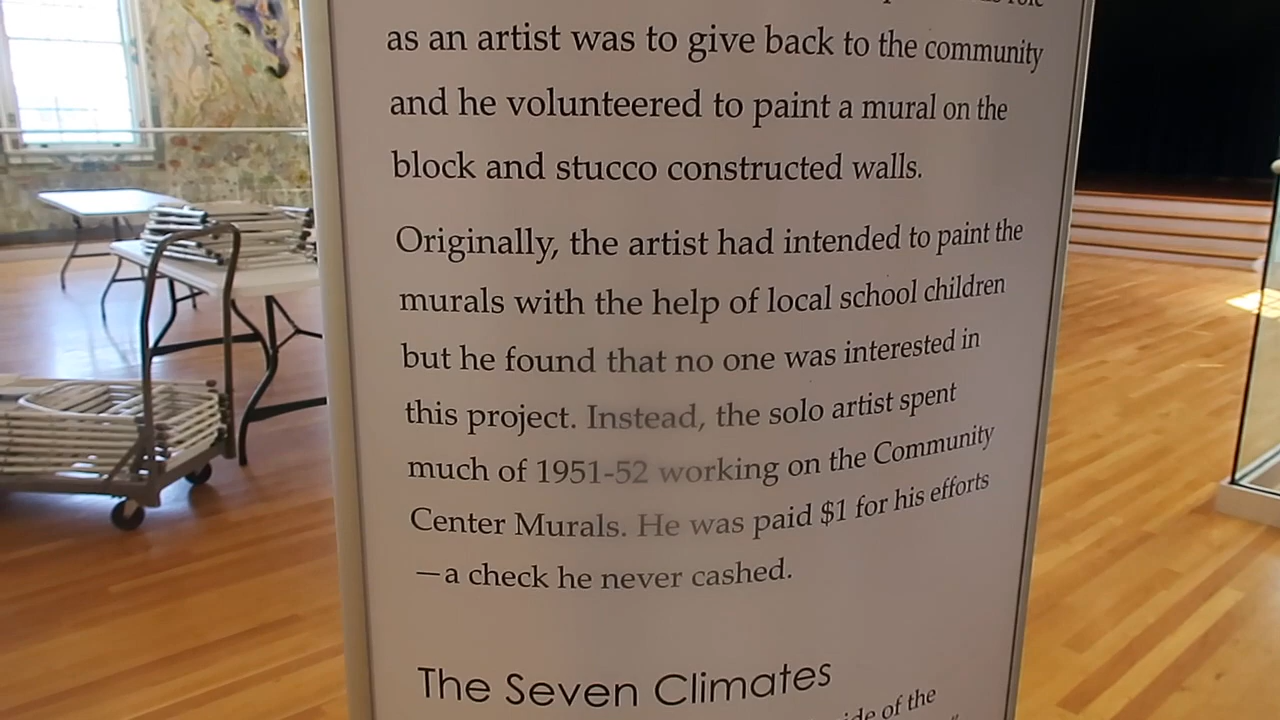 as an artist was to give back to the community
and he volunteered to paint a mural on the
block and stucco constructed walls.
Originally, the artist had intended to paint the
murals with the help of local school children
but he found that no one was interested in
this project. Instead, the solo artist spent
much of 1951-52 working on the Community
Center Murals. He was paid $1 for his efforts
—a check he never cashed.
The Seven Climates
of the